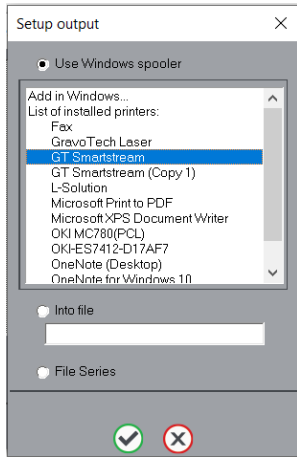 Setup output
Use Windows spooler
Add in Windows...
List of installed printers:
Fax
GravoTech Laser
GT Smartstream
GT Smartstream (Copy 1)
L-Solution
Microsoft Print to PDF
Microsoft XPS Document Writer
OKI MC780(PCL)
OKI-ES7412-D17AF7
OneNote (Desktop)
OneNote for Windows 10
Into file
File Series